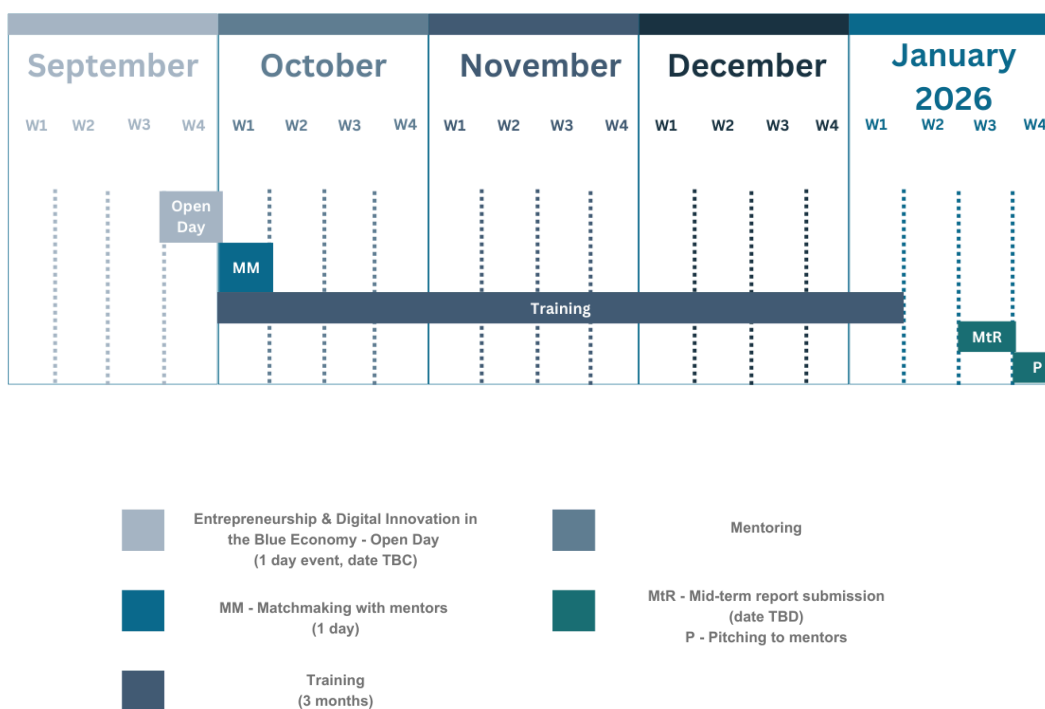 September October November December January
2026
W1 W2 W3 W4 W1 W2 W3 W4 W1 W2 W3 W4 W1 W2 W3 W4 W1 W2 W3 W4
Open
Day
MM
Training
MtR
P
Entrepreneurship & Digital Innovation in
the Blue Economy - Open Day
(1 day event, date TBC)
MM - Matchmaking with mentors
(1 day)
Training
(3 months)
Mentoring
MtR - Mid-term report submission
(date TBD)
P - Pitching to mentors